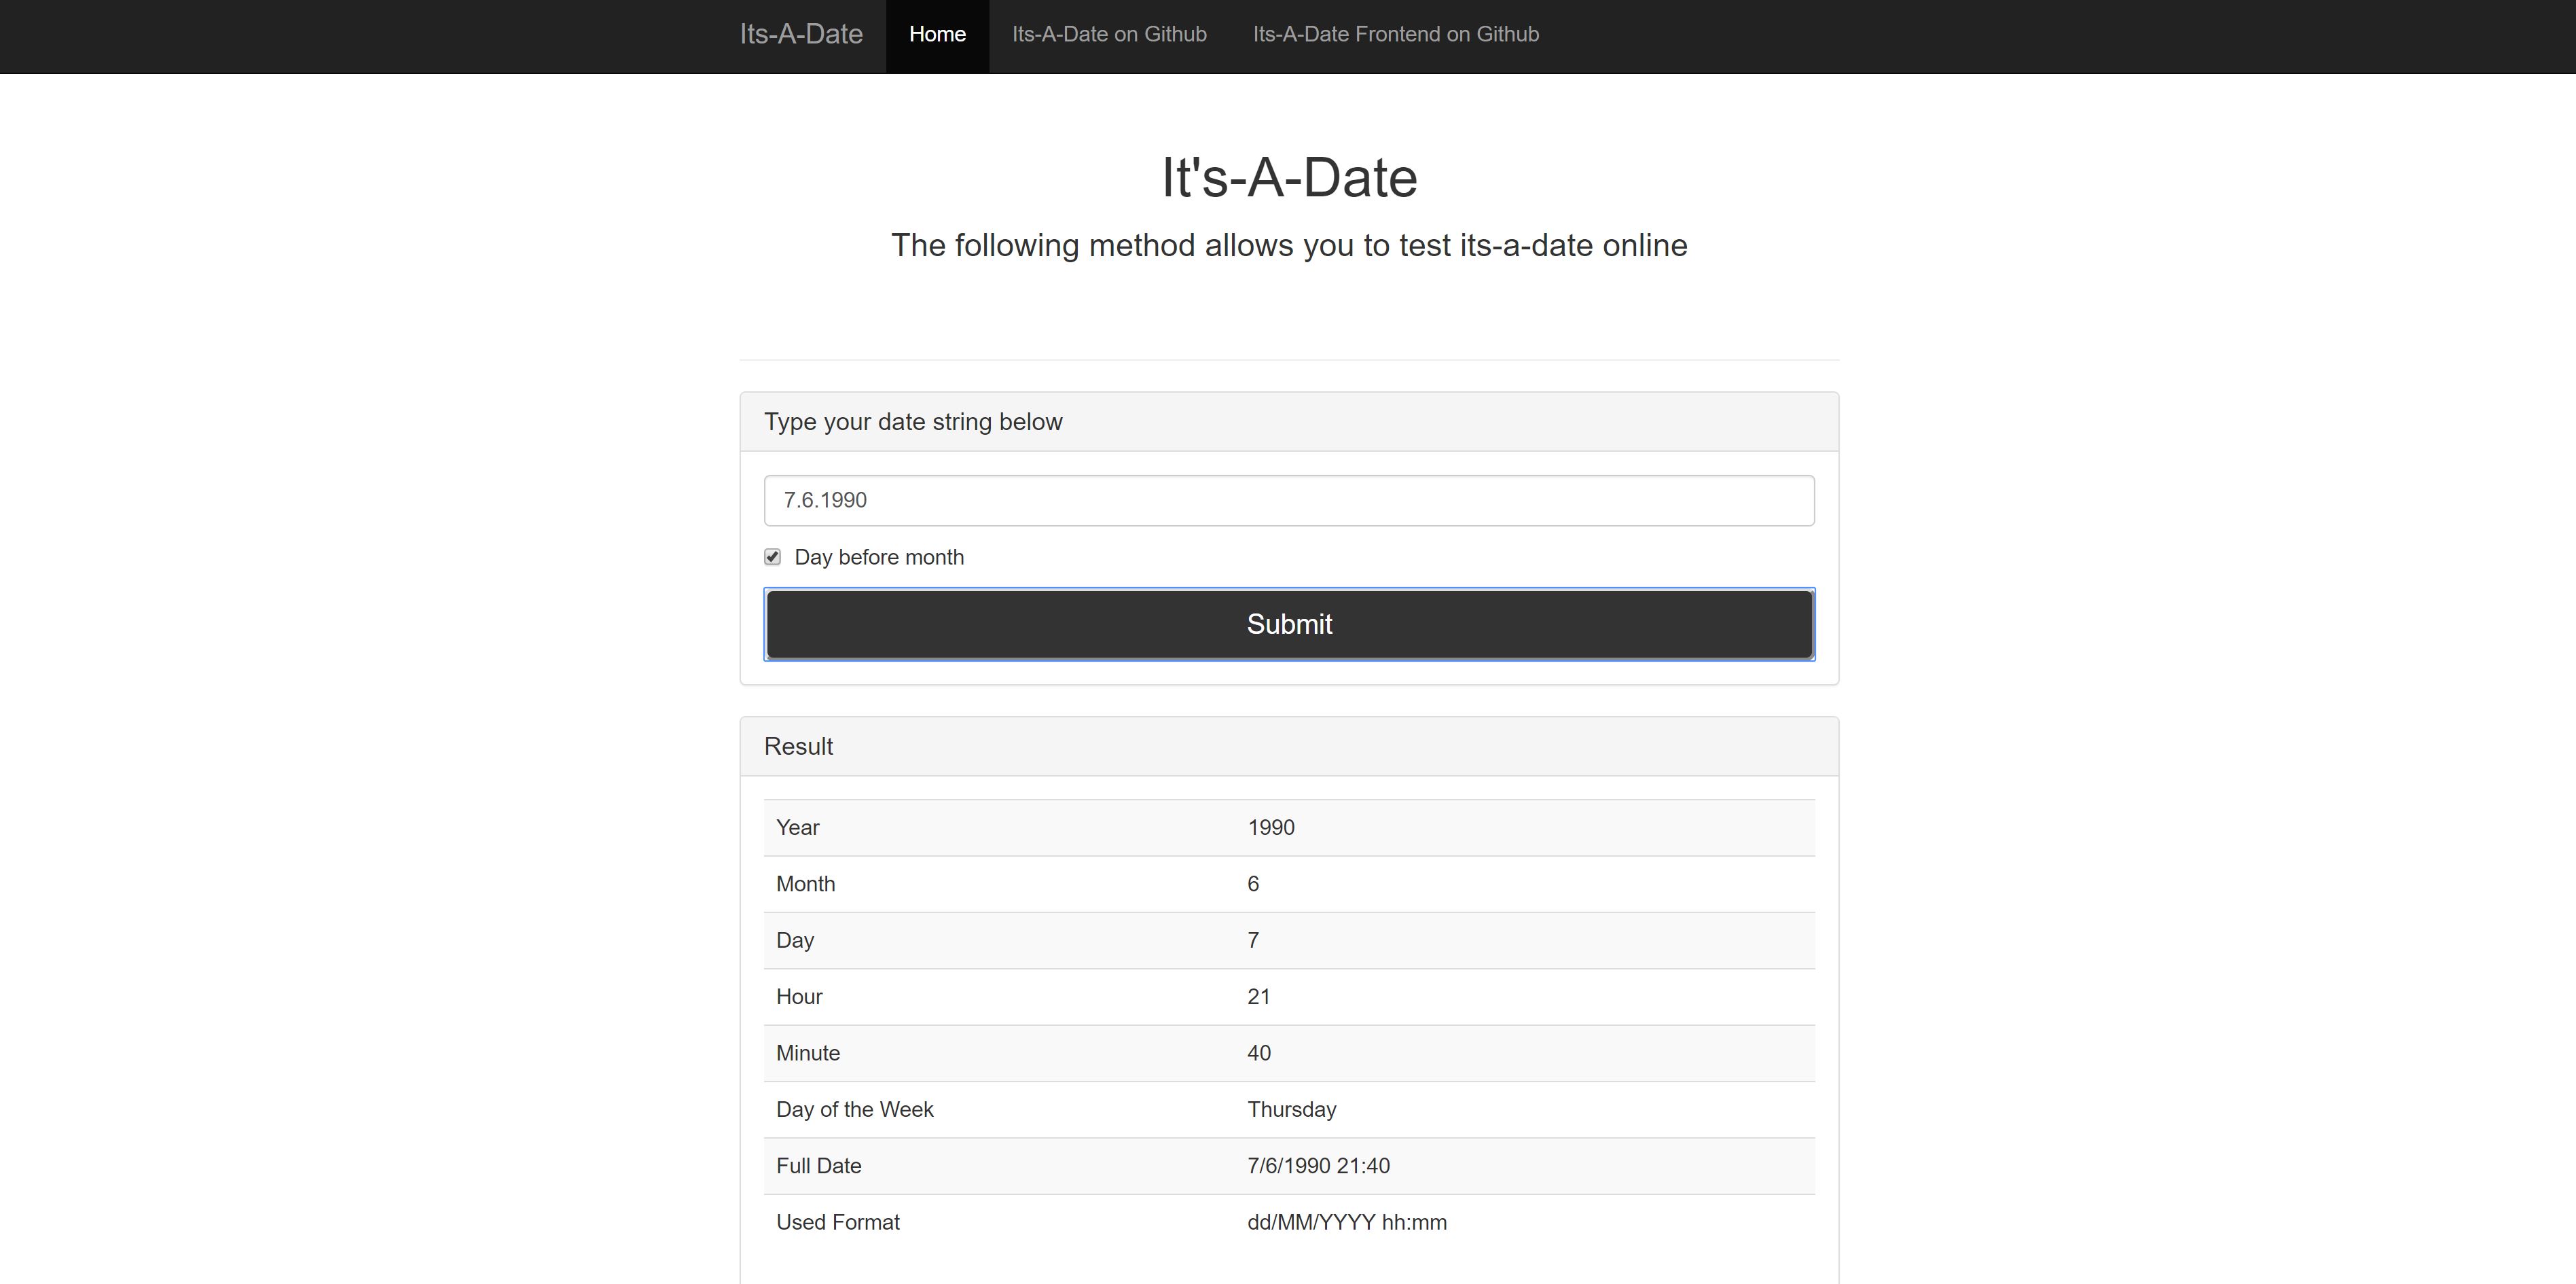 Its-A-Date Home Its-A-Date on Github Its-A-Date Frontend on Github
It's-A-Date
The following method allows you to test its-a-date online
Type your date string below
7.6.1990
Day before month
Submit
Result
Year 1990
Month 6
Day 7
Hour 21
Minute 40
Day of the Week Thursday
Full Date 7/6/1990 21:40
Used Format dd/MM/YYYY hh:mm